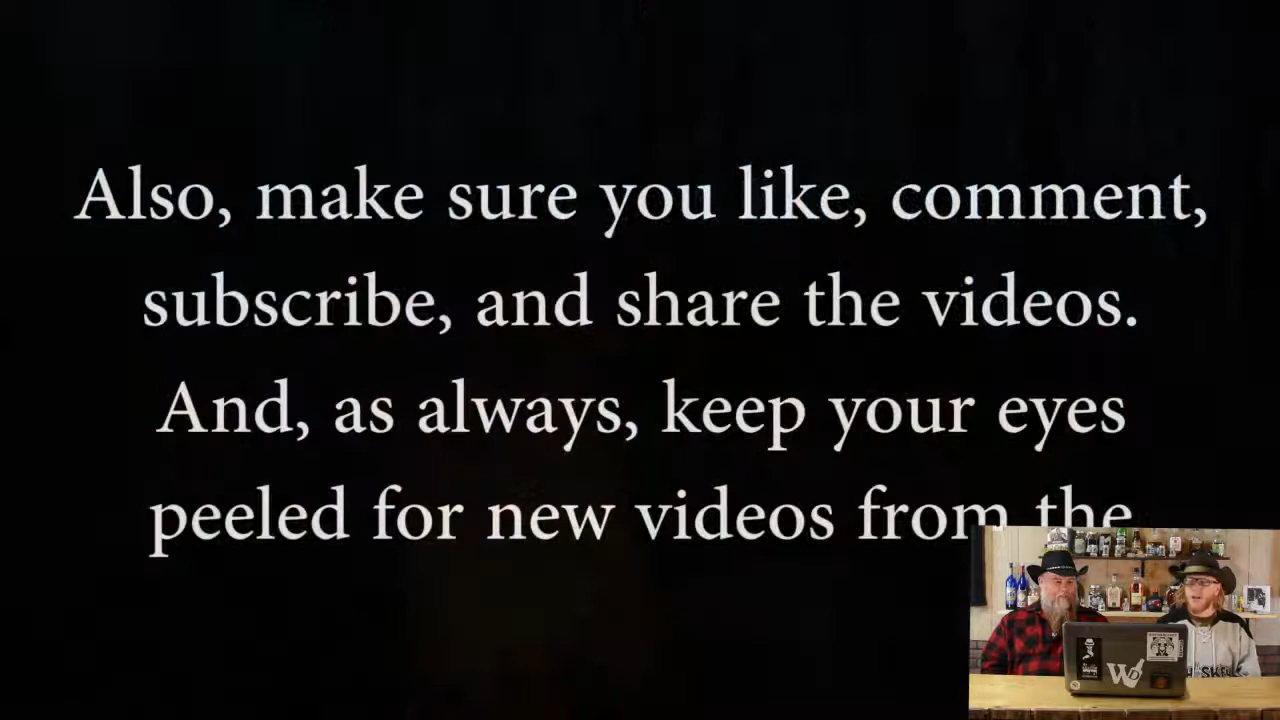 Also, make sure you like, comment,
subscribe, and share the videos.
And, as always, keep your eyes
peeled for new videos from the